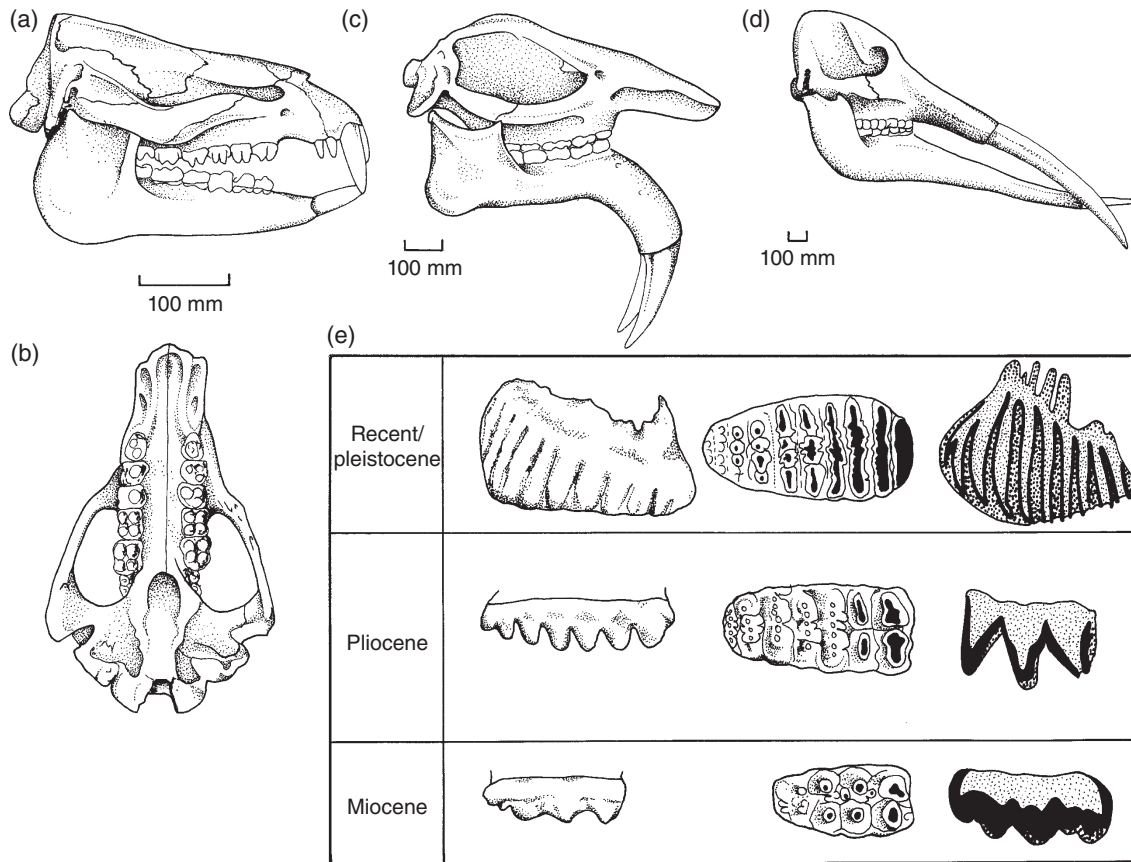 (a)
(c)
(d)
100 mm
100 mm
100 mm
(b)
(e)
Recent/
pleistocene
Pliocene
Miocene